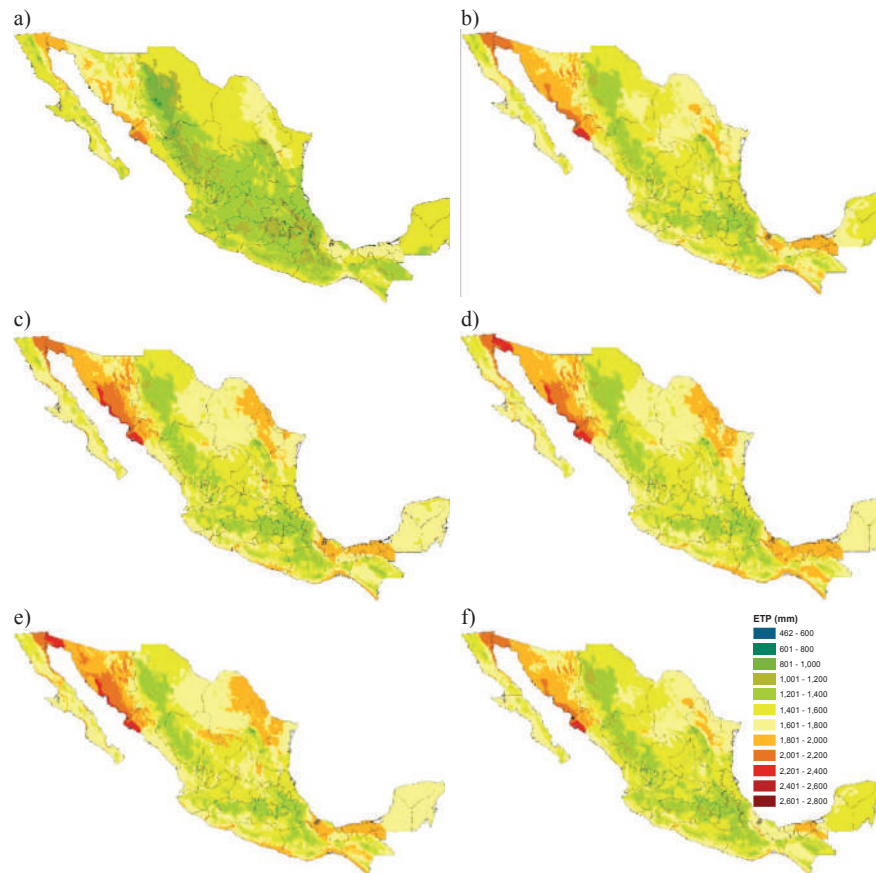 a)
b)
c)
d)
e)
f)
ETP (mm)
462 - 600
601 - 800
801 - 1,000
1,001 - 1,200
1,201 - 1,400
1,401 - 1,600
1,601 - 1,800
1,801 - 2,000
2,001 - 2,200
2,201 - 2,400
2,401 - 2,600
2,601 - 2,800